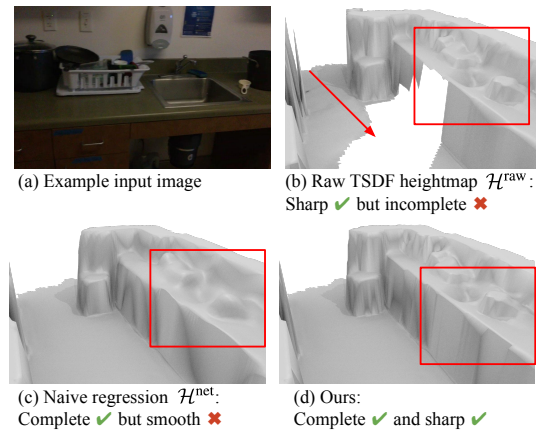 (a) Example input image
(b) Raw TSDF heightmap ℋ^raw:
Sharp ✔ but incomplete ✖
(c) Naive regression ℋ^net:
Complete ✔ but smooth ✖
(d) Ours:
Complete ✔ and sharp ✔